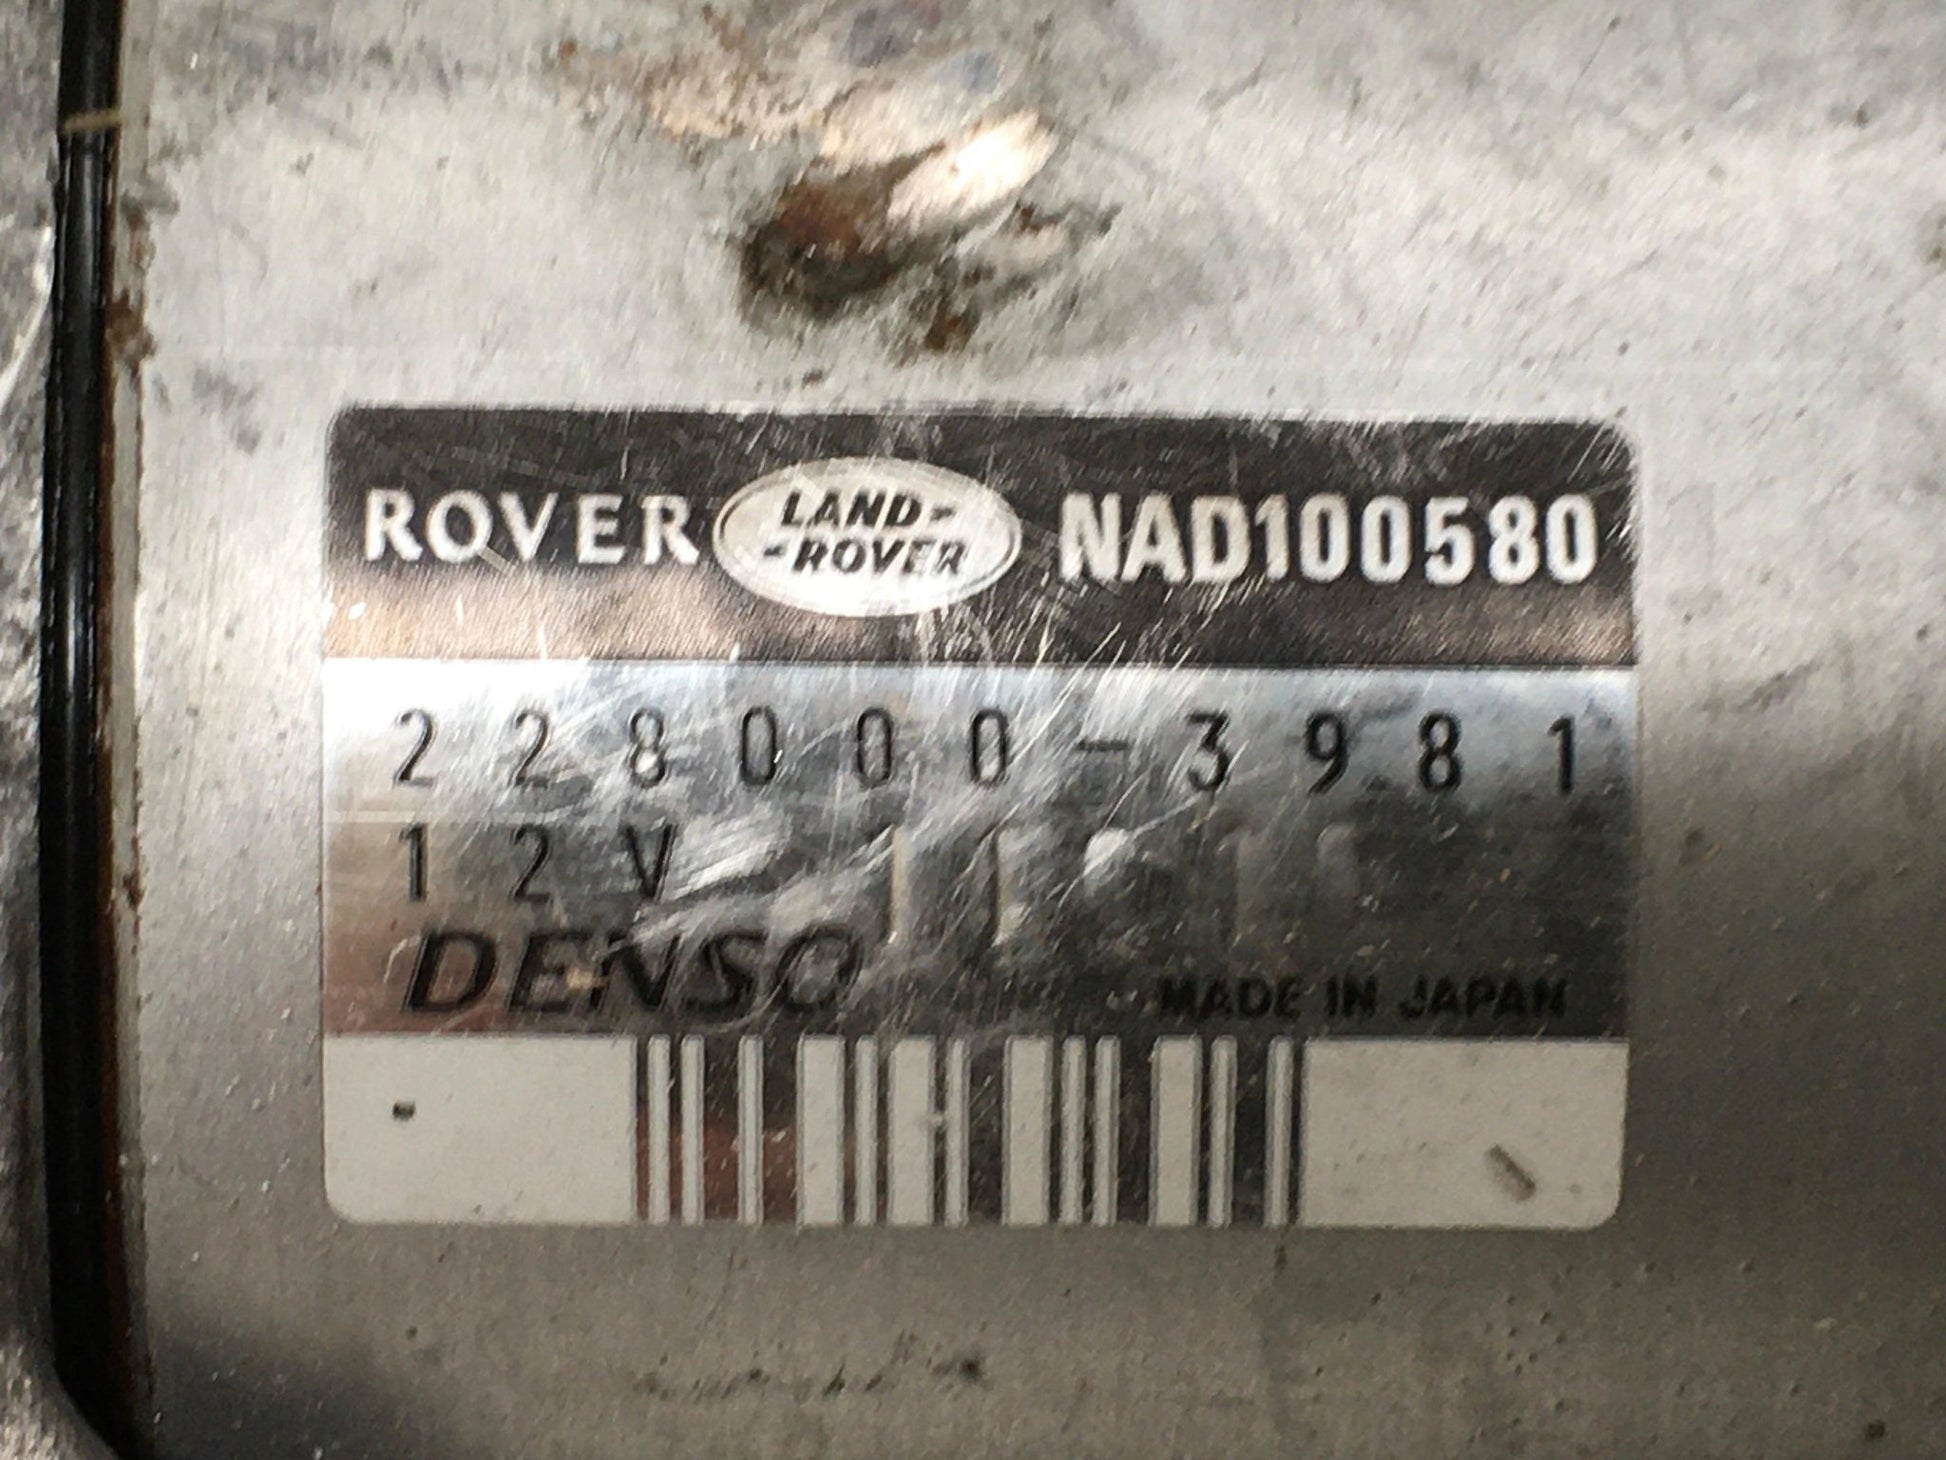 ROVER LAND-ROVER NAD100580
228000-3981
12V
DENSO MADE IN JAPAN